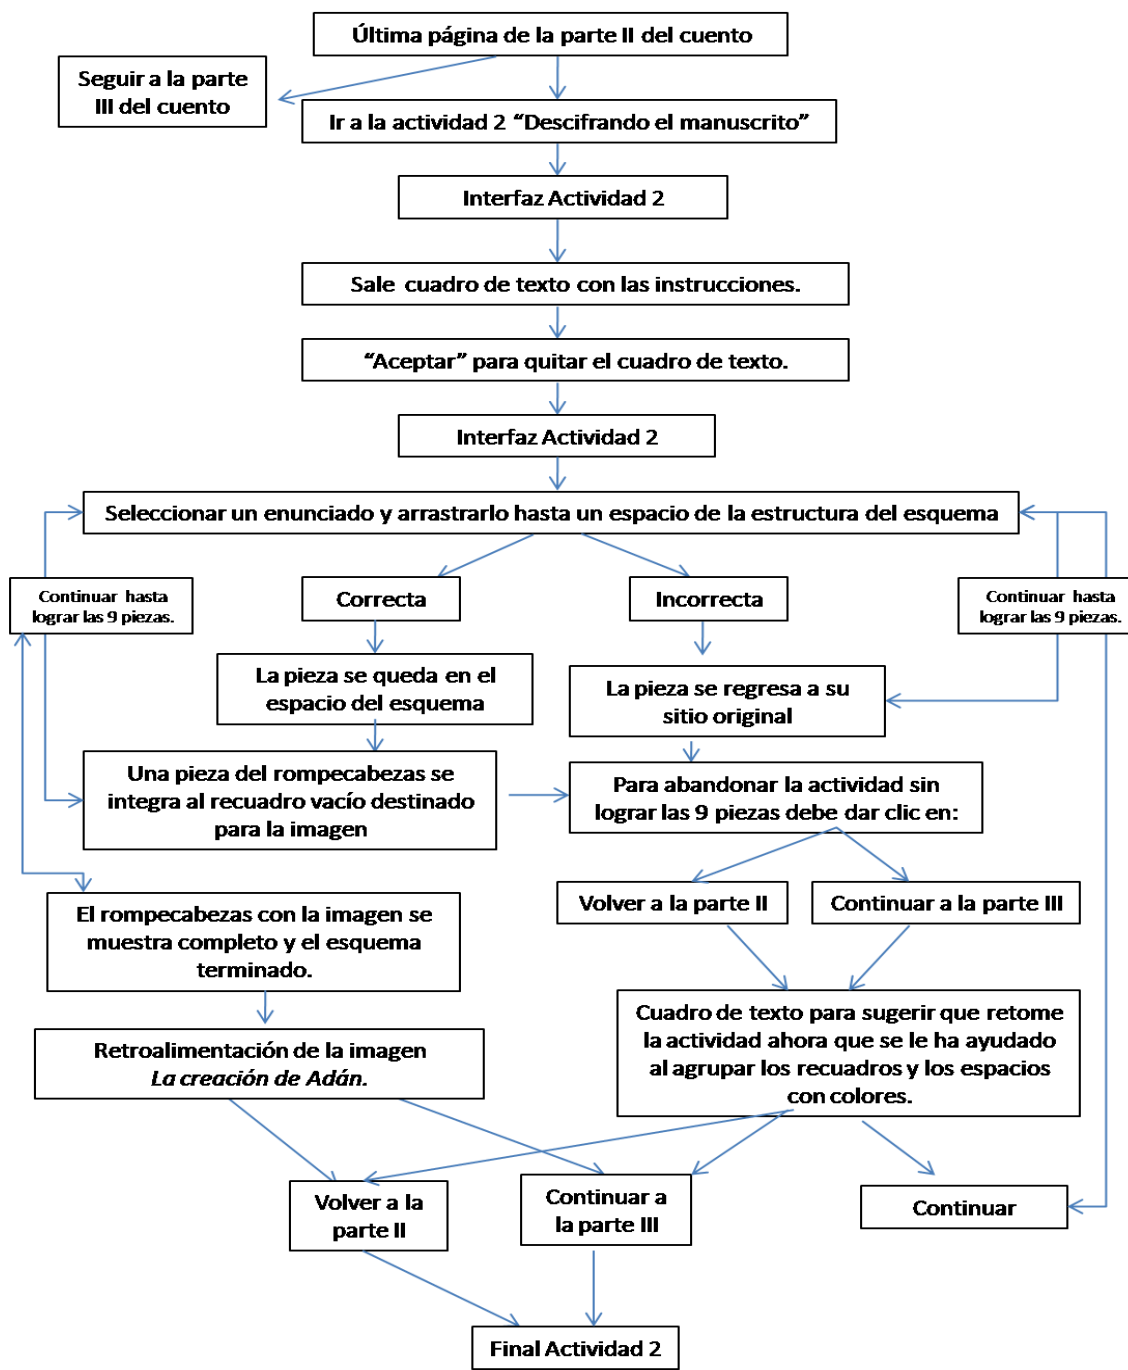 Última página de la parte II del cuento
Seguir a la parte
III del cuento
Ir a la actividad 2 “Descifrando el manuscrito”
Interfaz Actividad 2
Sale cuadro de texto con las instrucciones.
“Aceptar” para quitar el cuadro de texto.
Interfaz Actividad 2
Seleccionar un enunciado y arrastrarlo hasta un espacio de la estructura del esquema
Continuar hasta
lograr las 9 piezas.
Correcta
Incorrecta
Continuar hasta
lograr las 9 piezas.
La pieza se queda en el
espacio del esquema
La pieza se regresa a su
sitio original
Una pieza del rompecabezas se
integra al recuadro vacío destinado
para la imagen
Para abandonar la actividad sin
lograr las 9 piezas debe dar clic en:
Volver a la parte II
Continuar a la parte III
El rompecabezas con la imagen se
muestra completo y el esquema
terminado.
Cuadro de texto para sugerir que retome
la actividad ahora que se le ha ayudado
al agrupar los recuadros y los espacios
con colores.
Retroalimentación de la imagen
La creación de Adán.
Volver a la
parte II
Continuar a
la parte III
Continuar
Final Actividad 2